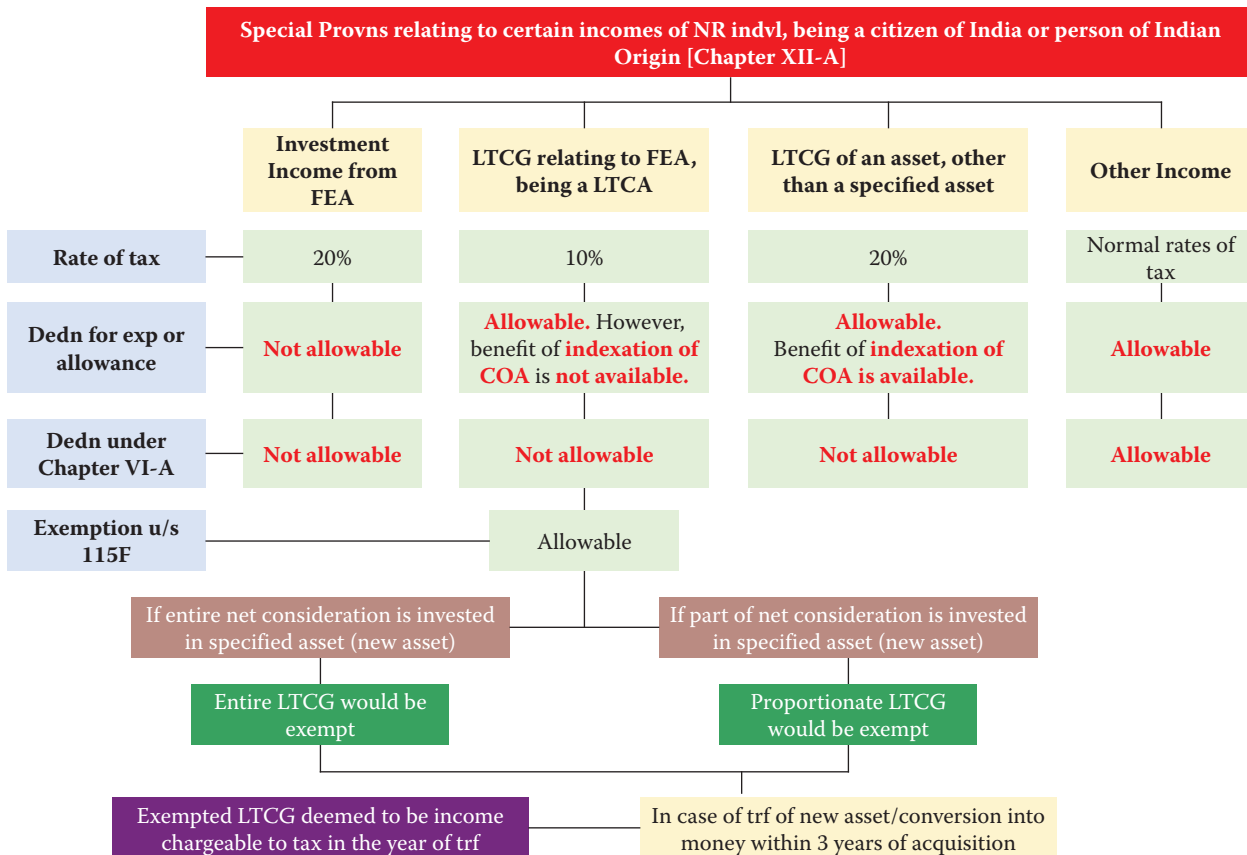 Special Provns relating to certain incomes of NR indvl, being a citizen of India or person of Indian
Origin [Chapter XII-A]
Investment
Income from
FEA
LTCG relating to FEA,
being a LTCA
LTCG of an asset, other
than a specified asset
Other Income
Rate of tax
20%
10%
20%
Normal rates of
tax
Dedn for exp or
allowance
Not allowable
Allowable. However,
benefit of indexation of
COA is not available.
Allowable.
Benefit of indexation of
COA is available.
Allowable
Dedn under
Chapter VI-A
Not allowable
Not allowable
Not allowable
Allowable
Exemption u/s
115F
Allowable
If entire net consideration is invested
in specified asset (new asset)
If part of net consideration is invested
in specified asset (new asset)
Entire LTCG would be
exempt
Proportionate LTCG
would be exempt
Exempted LTCG deemed to be income
chargeable to tax in the year of trf
In case of trf of new asset/conversion into
money within 3 years of acquisition